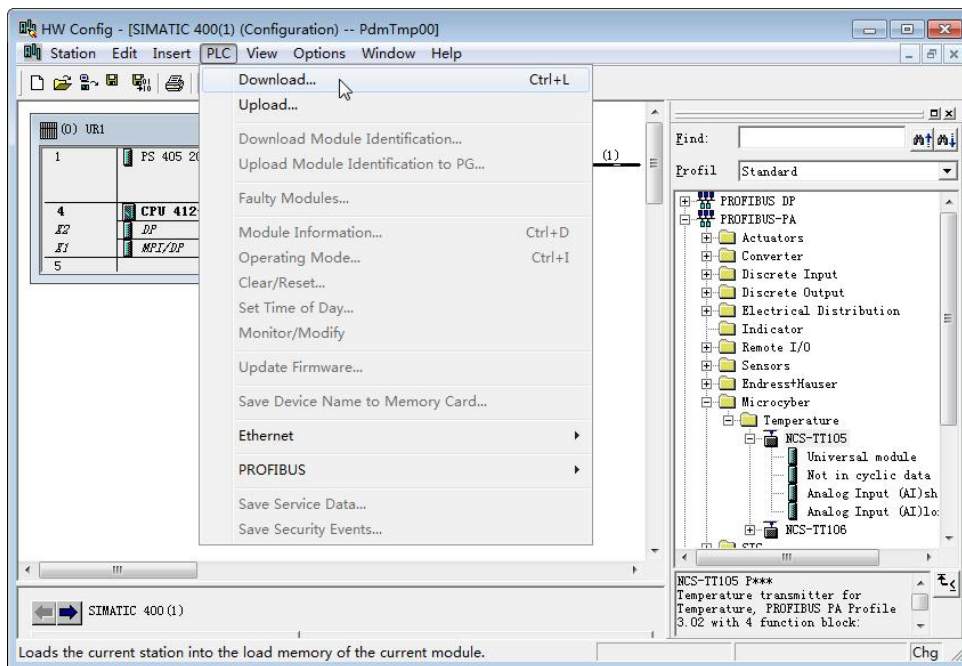 HW Config - [SIMATIC 400(1) (Configuration) -- PdmTmp00]
Station Edit Insert PLC View Options Window Help
Download... Ctrl+L
Upload...
Download Module Identification...
Upload Module Identification to PG...
Faulty Modules...
Module Information... Ctrl+D
Operating Mode... Ctrl+I
Clear/Reset...
Set Time of Day...
Monitor/Modify
Update Firmware...
Save Device Name to Memory Card...
Ethernet
PROFIBUS
Save Service Data...
Save Security Events...
(0) UR1
1 PS 405 20
4 CPU 412-
X2 DP
X1 MPI/DP
5
(1)
SIMATIC 400(1)
Find:
Profil Standard
PROFIBUS DP
PROFIBUS-PA
Actuators
Converter
Discrete Input
Discrete Output
Electrical Distribution
Indicator
Remote I/O
Sensors
Endress+Hauser
Microcyber
Temperature
NCS-TT105
Universal module
Not in cyclic data
Analog Input (AI)sh
Analog Input (AI)lo
NCS-TT106
NCS-TT105 P***
Temperature transmitter for
Temperature, PROFIBUS PA Profile
3.02 with 4 function block:
Loads the current station into the load memory of the current module.
Chg